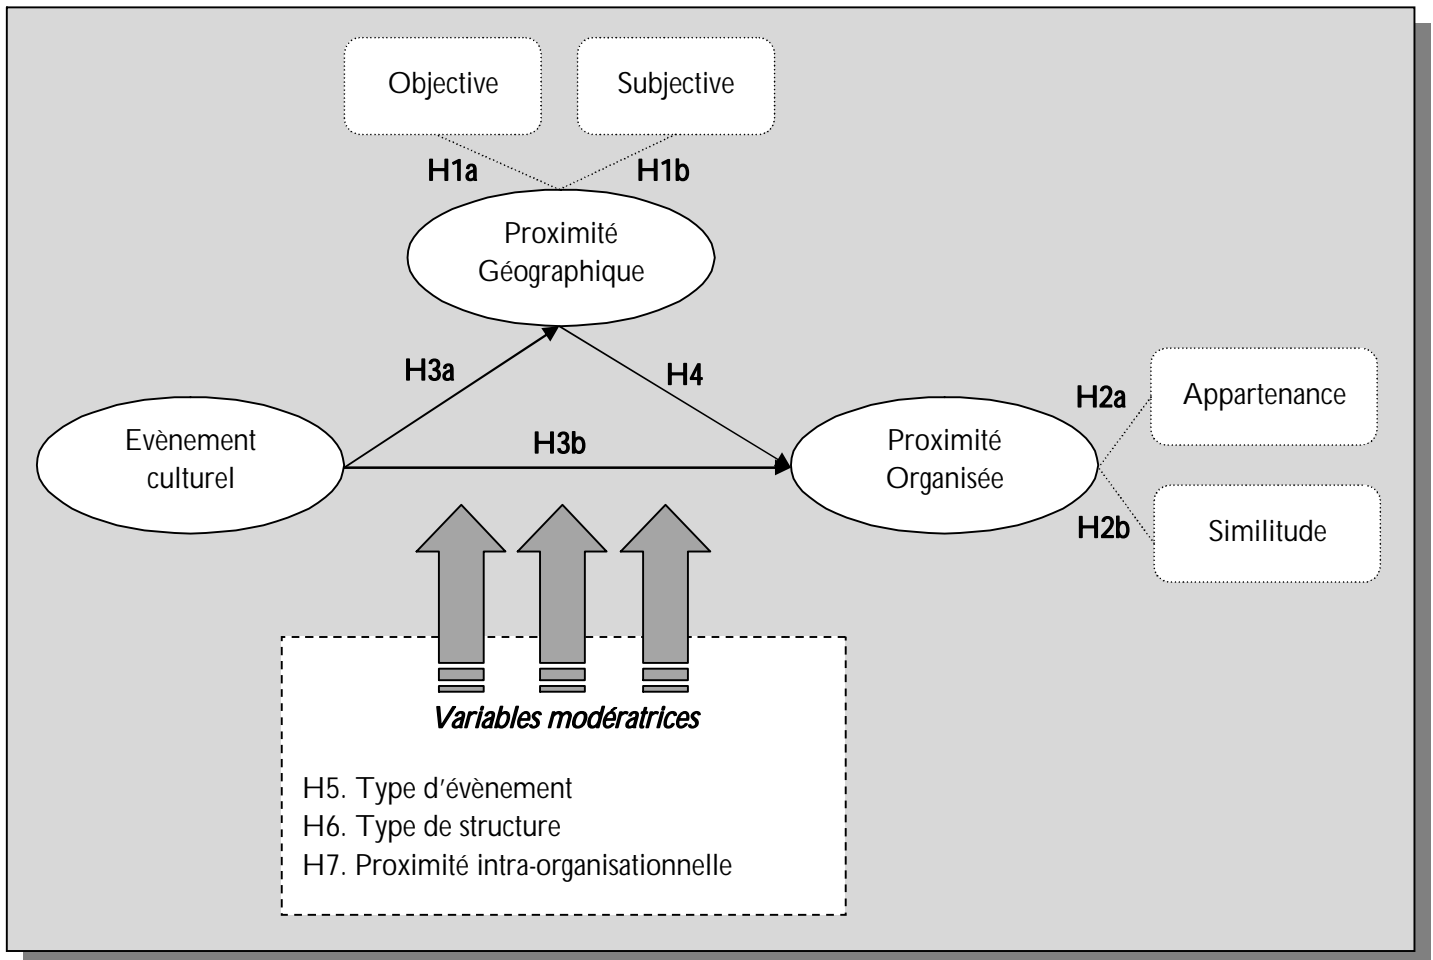 Objective
Subjective
H1a
H1b
Proximité
Géographique
H3a
H4
H2a
Appartenance
Evènement
culturel
H3b
Proximité
Organisée
H2b
Similitude
Variables modératrices
H5. Type d’évènement
H6. Type de structure
H7. Proximité intra-organisationnelle